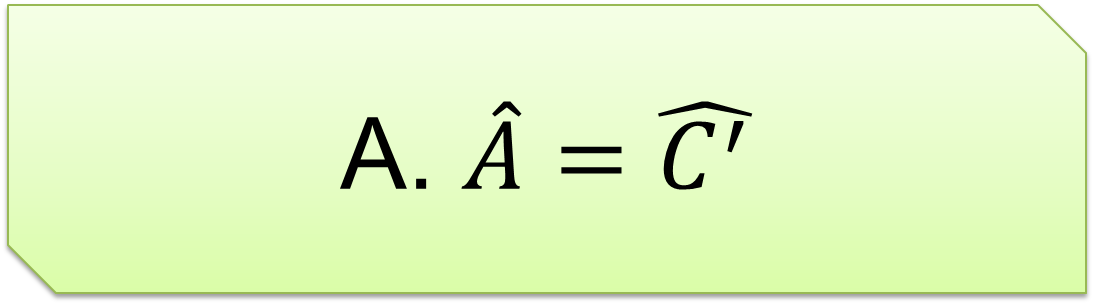 A. Â = Ĉ'